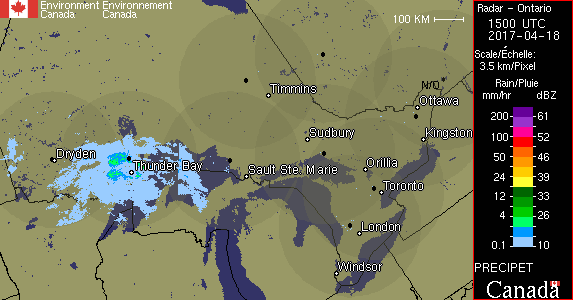 Environment Environnement
Canada Canada
100 KM
Timmins
N/O
Ottawa
Sudbury
Kingston
Dryden
Thunder Bay
Sault Ste. Marie
Orillia
Toronto
London
Windsor
Radar - Ontario
1500 UTC
2017-04-18
Scale/Échelle:
3.5 km/Pixel
Rain/Pluie
mm/hr dBZ
200 61
100 52
50 46
24 39
12 33
4 26
1 20
0.1 10
PRECIPET
Canada